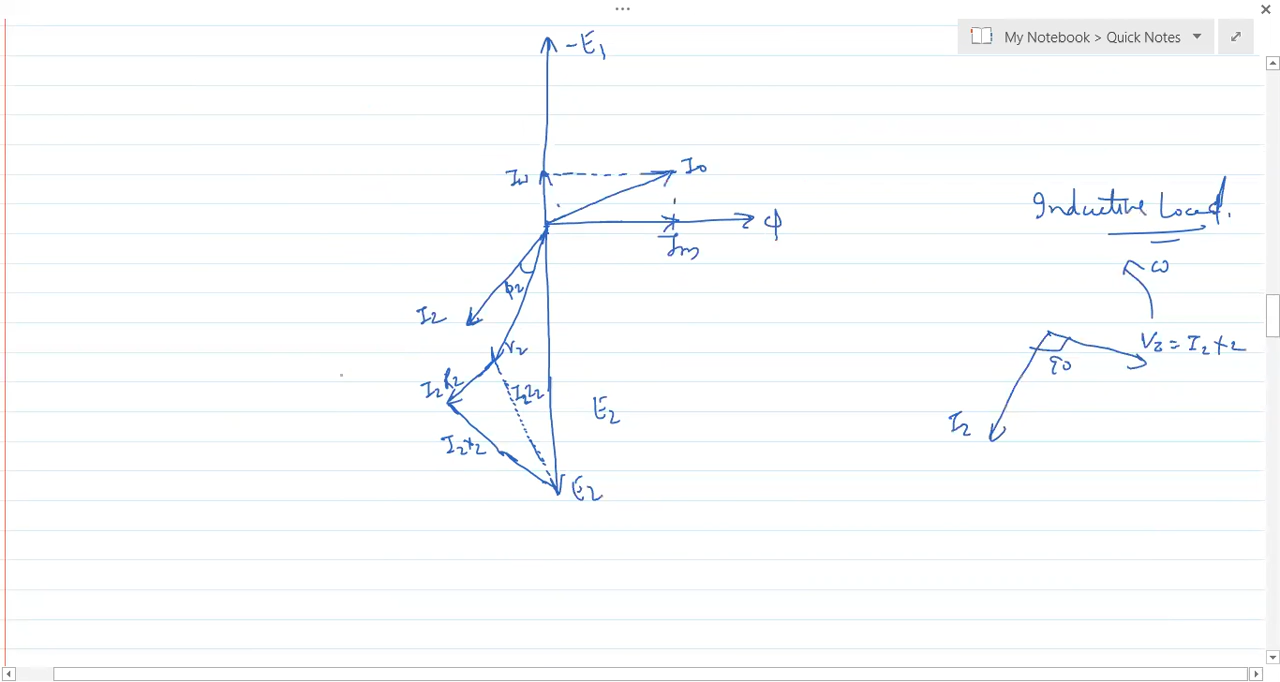 My Notebook > Quick Notes
-E₁
Iw
I₀
ϕ
Im
Inductive Load.
ω
ϕ₂
I₂
V₂
V₂ = I₂X₂
90
I₂R₂
I₂Z₂
E₂
I₂
I₂X₂
E₂